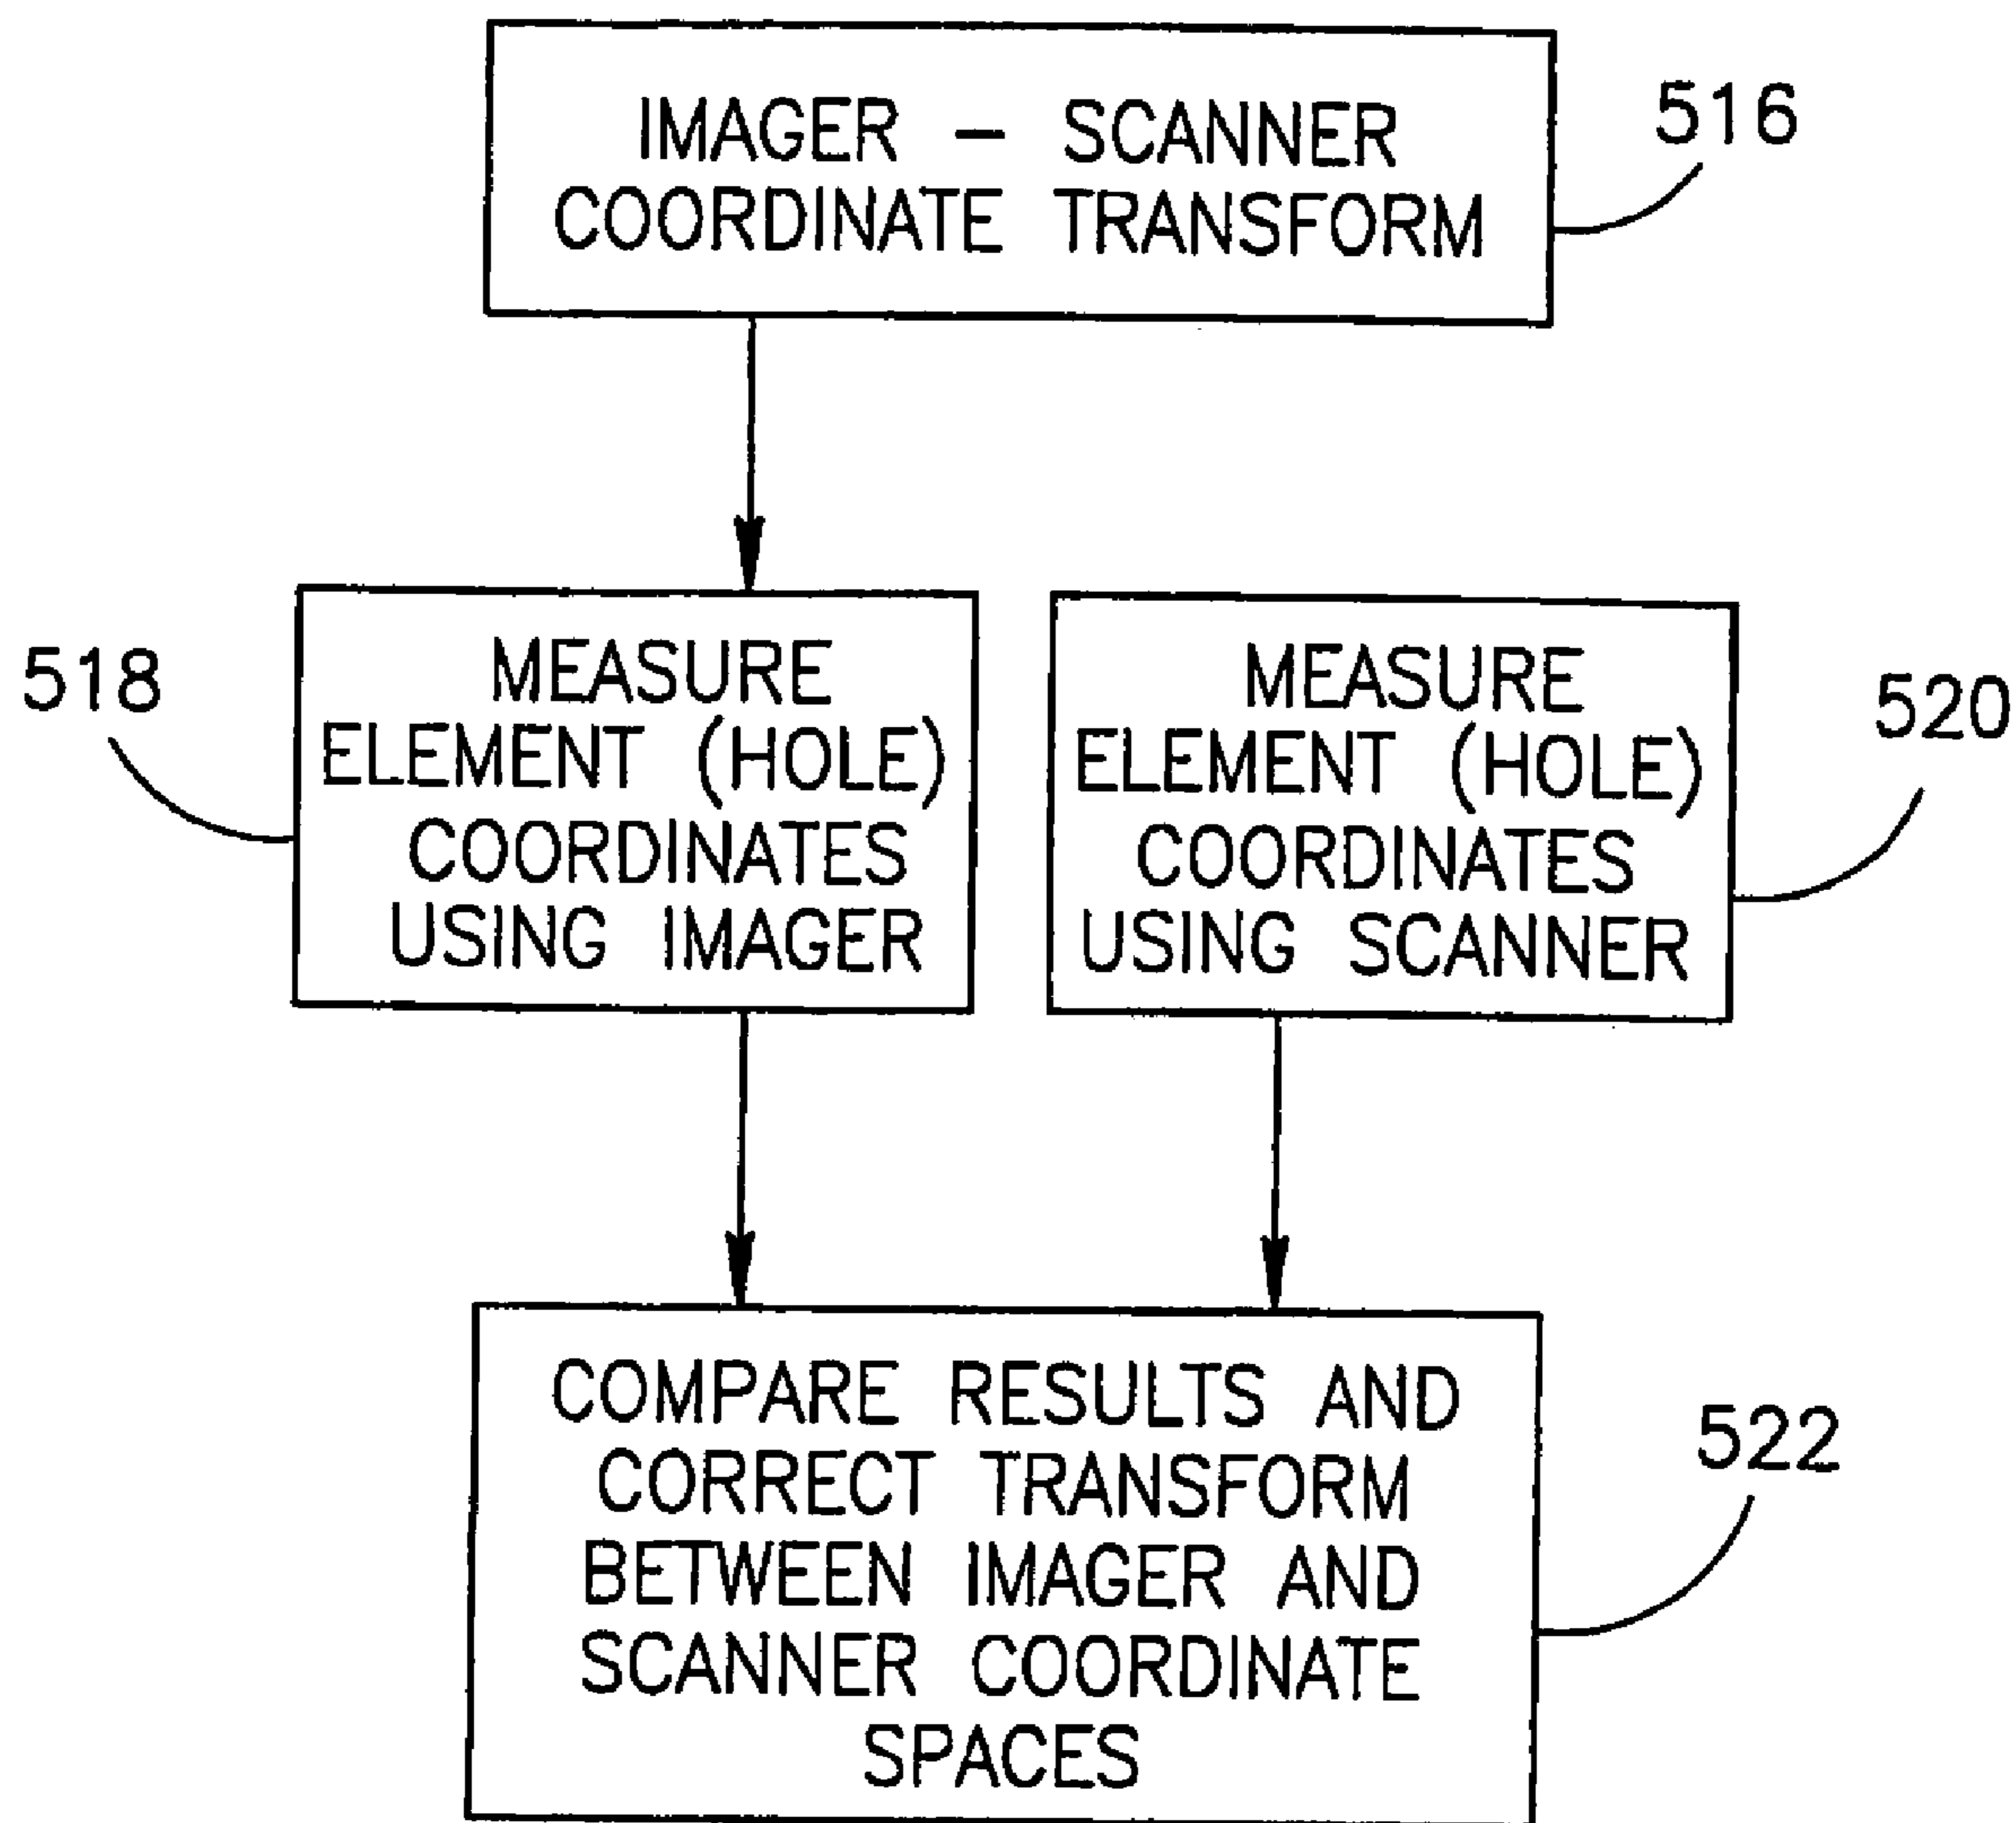 IMAGER – SCANNER
COORDINATE TRANSFORM
516
518
MEASURE
ELEMENT (HOLE)
COORDINATES
USING IMAGER
MEASURE
ELEMENT (HOLE)
COORDINATES
USING SCANNER
520
COMPARE RESULTS AND
CORRECT TRANSFORM
BETWEEN IMAGER AND
SCANNER COORDINATE
SPACES
522